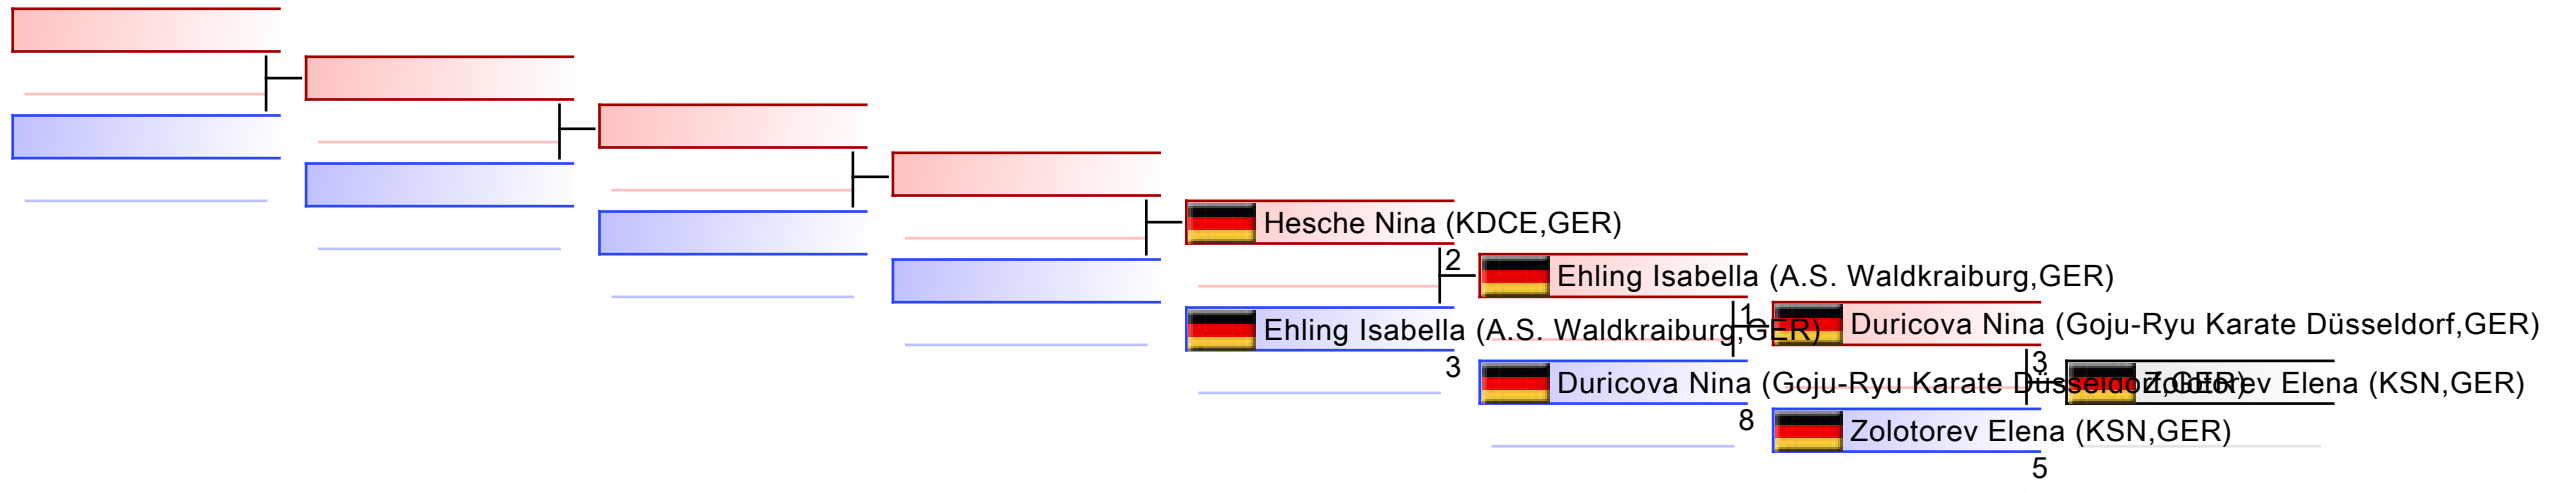 Hesche Nina (KDCE,GER)
2
Ehling Isabella (A.S. Waldkraiburg,GER)
3
Ehling Isabella (A.S. Waldkraiburg,GER)
1
Duricova Nina (Goju-Ryu Karate Düsseldorf,GER)
8
Duricova Nina (Goju-Ryu Karate Düsseldorf,GER)
3
Zolotorev Elena (KSN,GER)
5
Zolotorev Elena (KSN,GER)